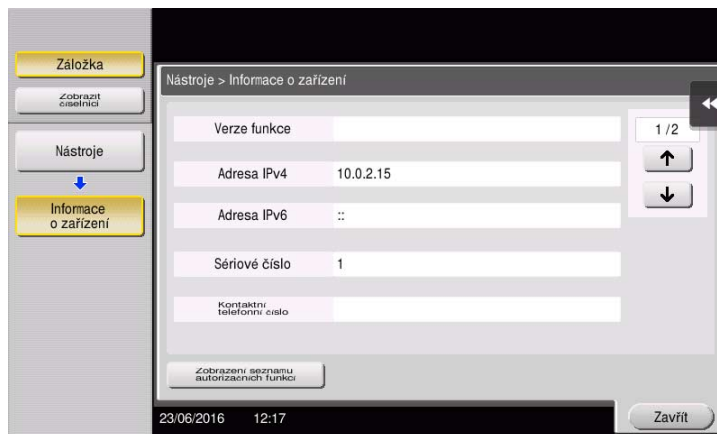 Záložka
Zobrazit
číselnici
Nástroje
Informace
o zařízení
Nástroje > Informace o zařízení
Verze funkce
1 /2
Adresa IPv4 10.0.2.15
Adresa IPv6 ::
Sériové číslo 1
Kontaktní
telefonní číslo
Zobrazení seznamu
autorizačních funkcí
23/06/2016 12:17
Zavřít